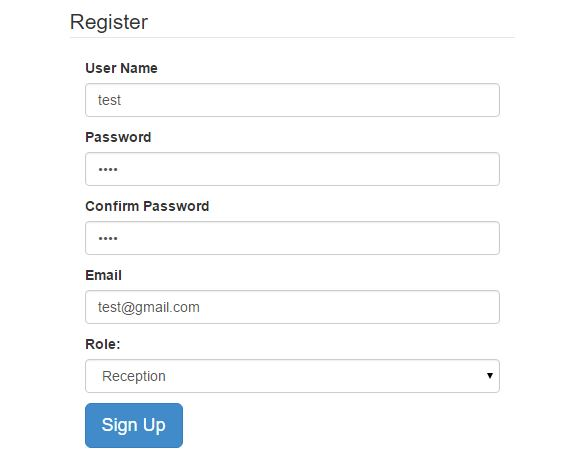 Register
User Name
test
Password
••••
Confirm Password
••••
Email
test@gmail.com
Role:
Reception
Sign Up